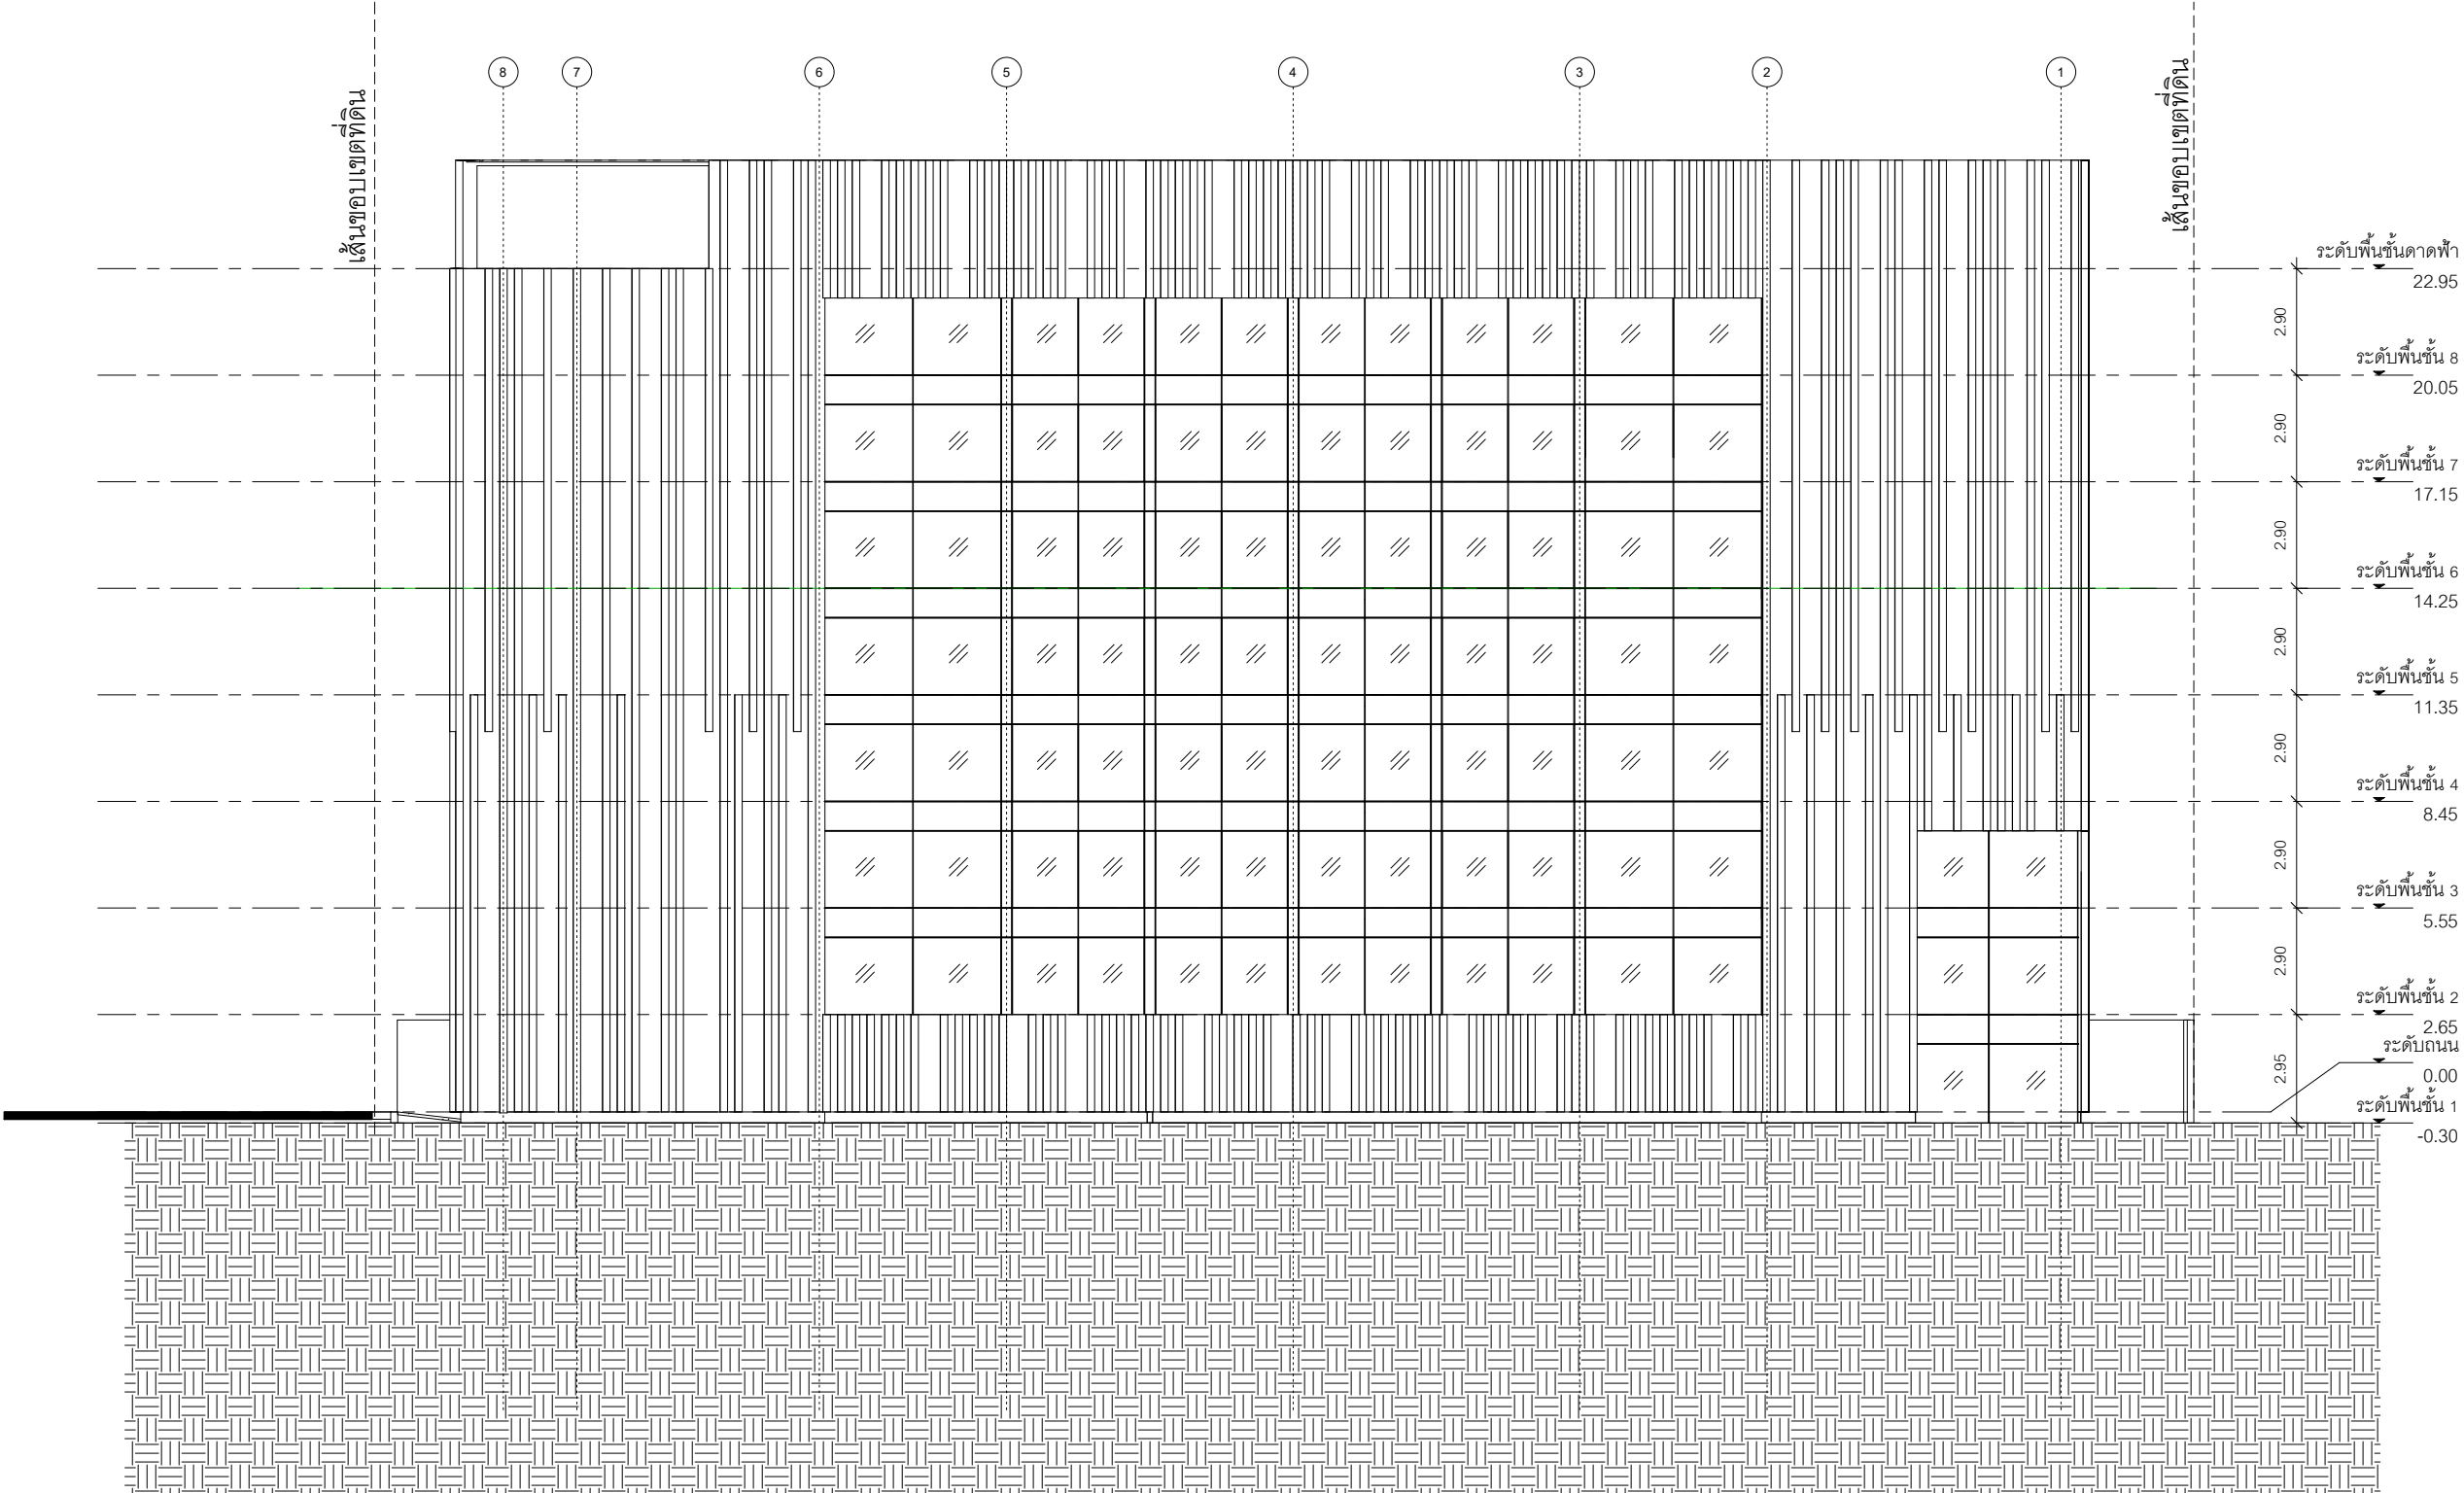 8
7
6
5
4
3
2
1
เส้นขอบเขตที่ดิน
เส้นขอบเขตที่ดิน
ระดับพื้นชั้นดาดฟ้า
22.95
2.90
ระดับพื้นชั้น 8
20.05
2.90
ระดับพื้นชั้น 7
17.15
2.90
ระดับพื้นชั้น 6
14.25
2.90
ระดับพื้นชั้น 5
11.35
2.90
ระดับพื้นชั้น 4
8.45
2.90
ระดับพื้นชั้น 3
5.55
2.90
ระดับพื้นชั้น 2
2.65
ระดับถนน
0.00
2.95
ระดับพื้นชั้น 1
-0.30